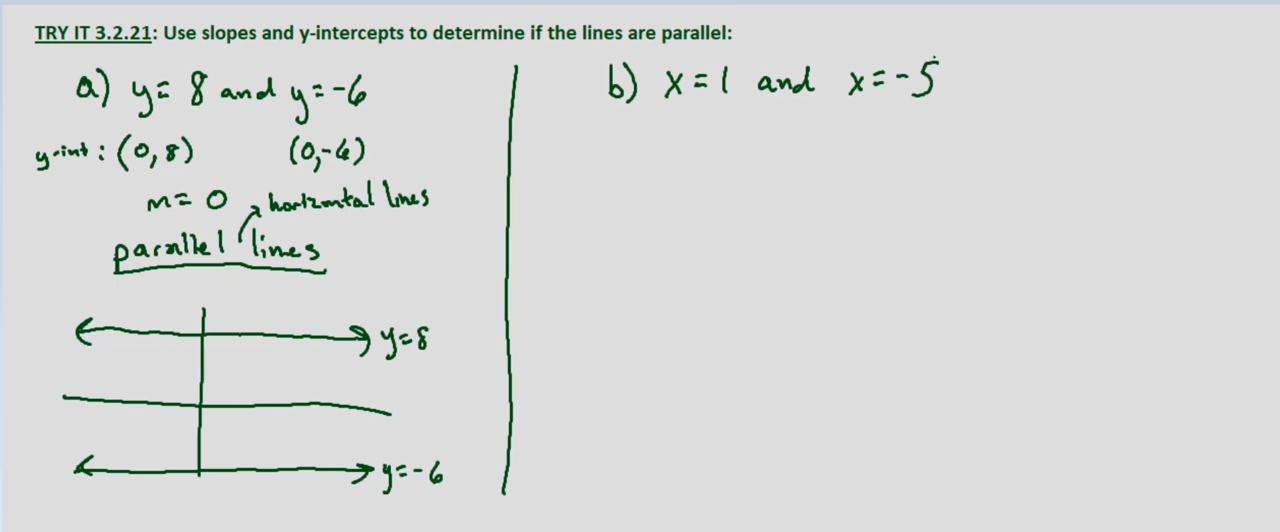 TRY IT 3.2.21: Use slopes and y-intercepts to determine if the lines are parallel:
a) y = 8 and y = -6
y-int: (0, 8) (0, -6)
m = 0 horizontal lines
parallel lines
y = 8
y = -6
b) x = 1 and x = -5